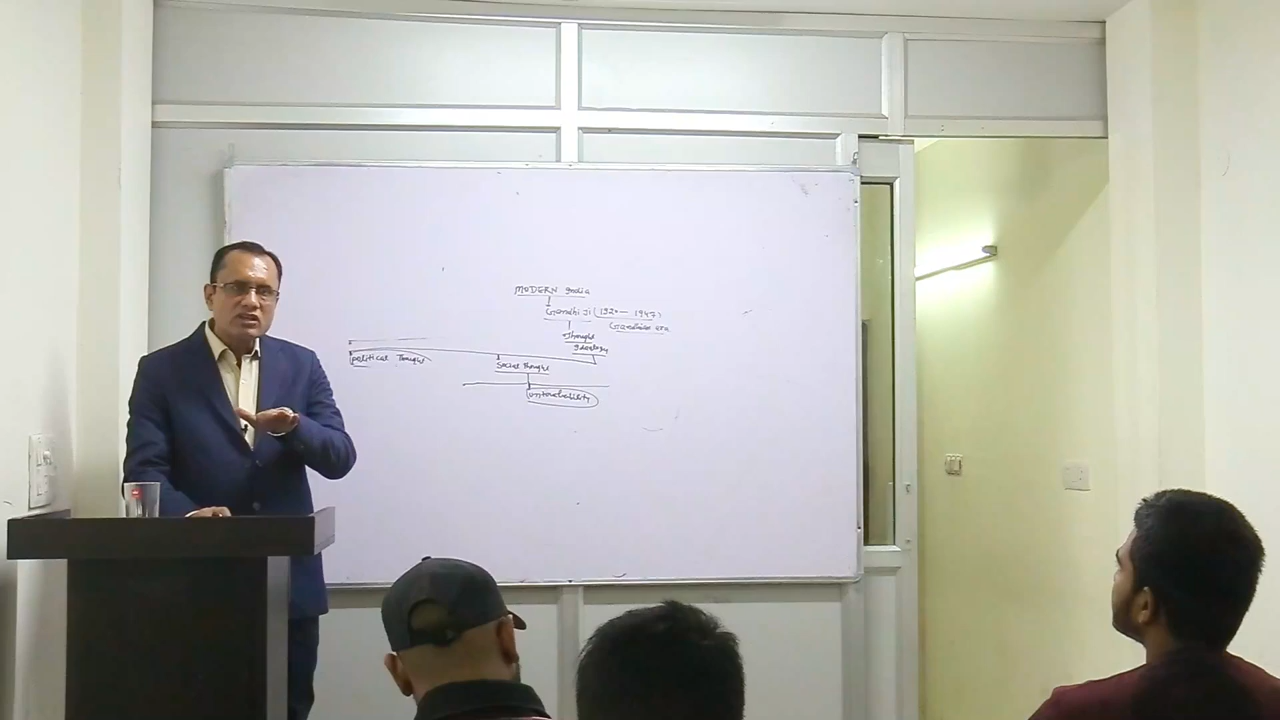 MODERN India
Gandhi Ji (1920 — 1947)
Gandhian era
Thought
Ideology
political Thought
Social thought
untouchability